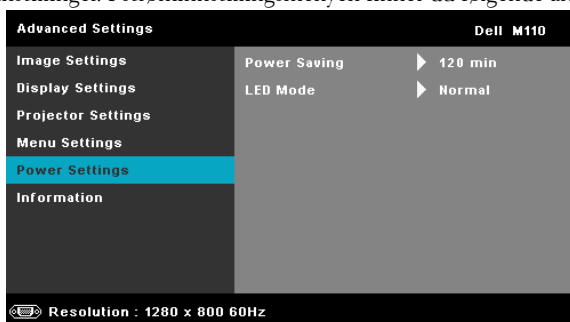 Advanced Settings Dell M110
Image Settings Power Saving 120 min
Display Settings LED Mode Normal
Projector Settings
Menu Settings
Power Settings
Information
Resolution : 1280 x 800 60Hz